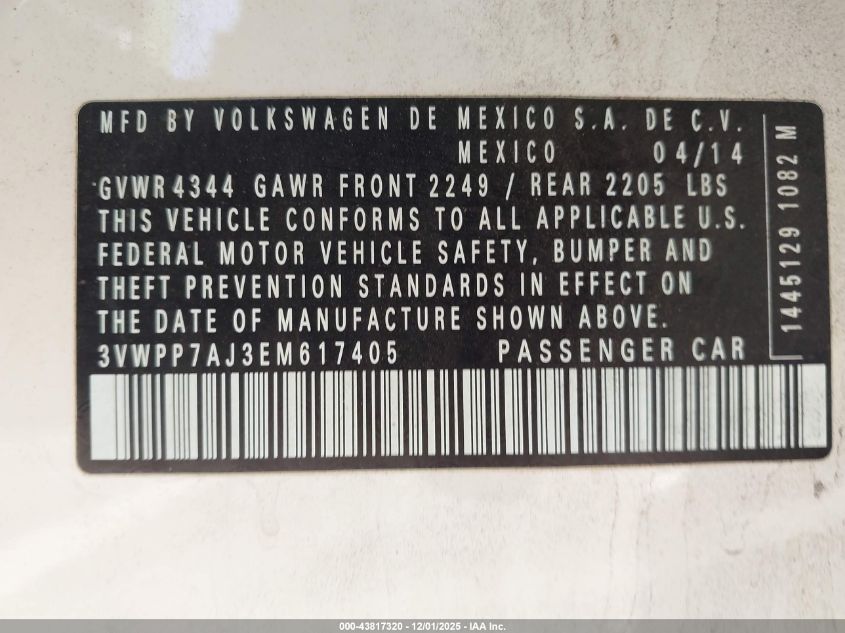 MFD BY VOLKSWAGEN DE MEXICO S.A. DE C.V.
MEXICO 04/14
GVWR 4344 GAWR FRONT 2249 / REAR 2205 LBS
THIS VEHICLE CONFORMS TO ALL APPLICABLE U.S.
FEDERAL MOTOR VEHICLE SAFETY, BUMPER AND
THEFT PREVENTION STANDARDS IN EFFECT ON
THE DATE OF MANUFACTURE SHOWN ABOVE.
3VWPP7AJ3EM617405 PASSENGER CAR
1445129 1082 M
000-43817320 - 12/01/2025 - IAA Inc.